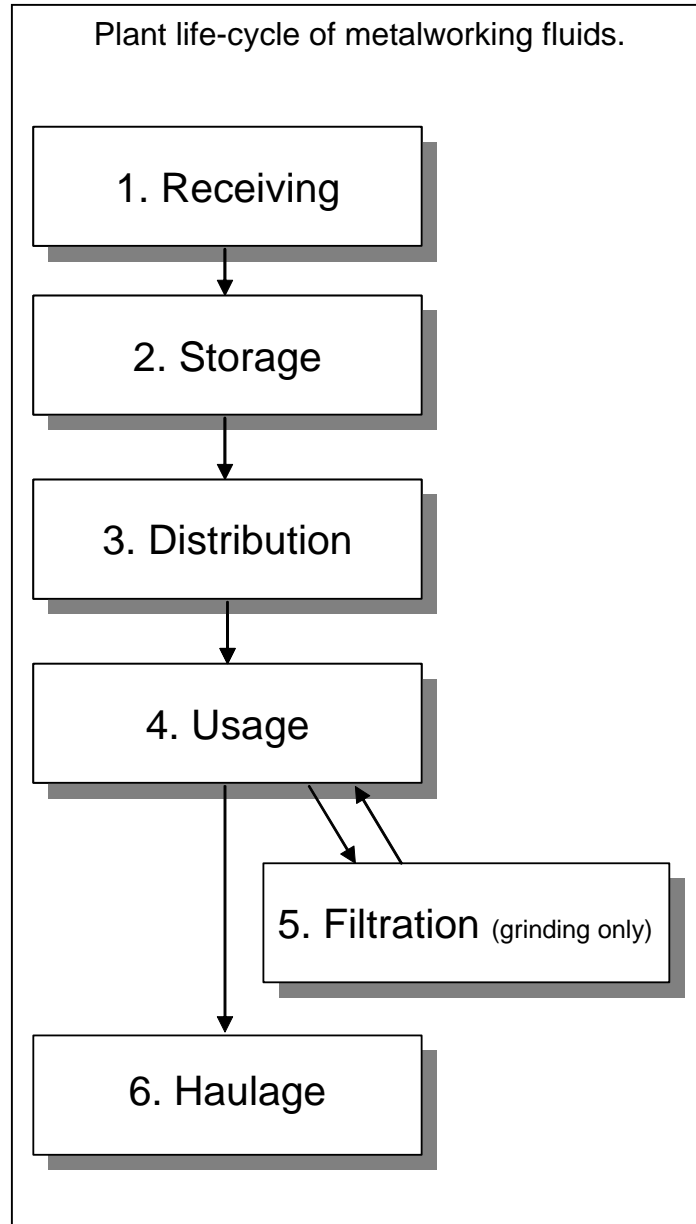 Plant life-cycle of metalworking fluids.
1. Receiving
2. Storage
3. Distribution
4. Usage
5. Filtration (grinding only)
6. Haulage